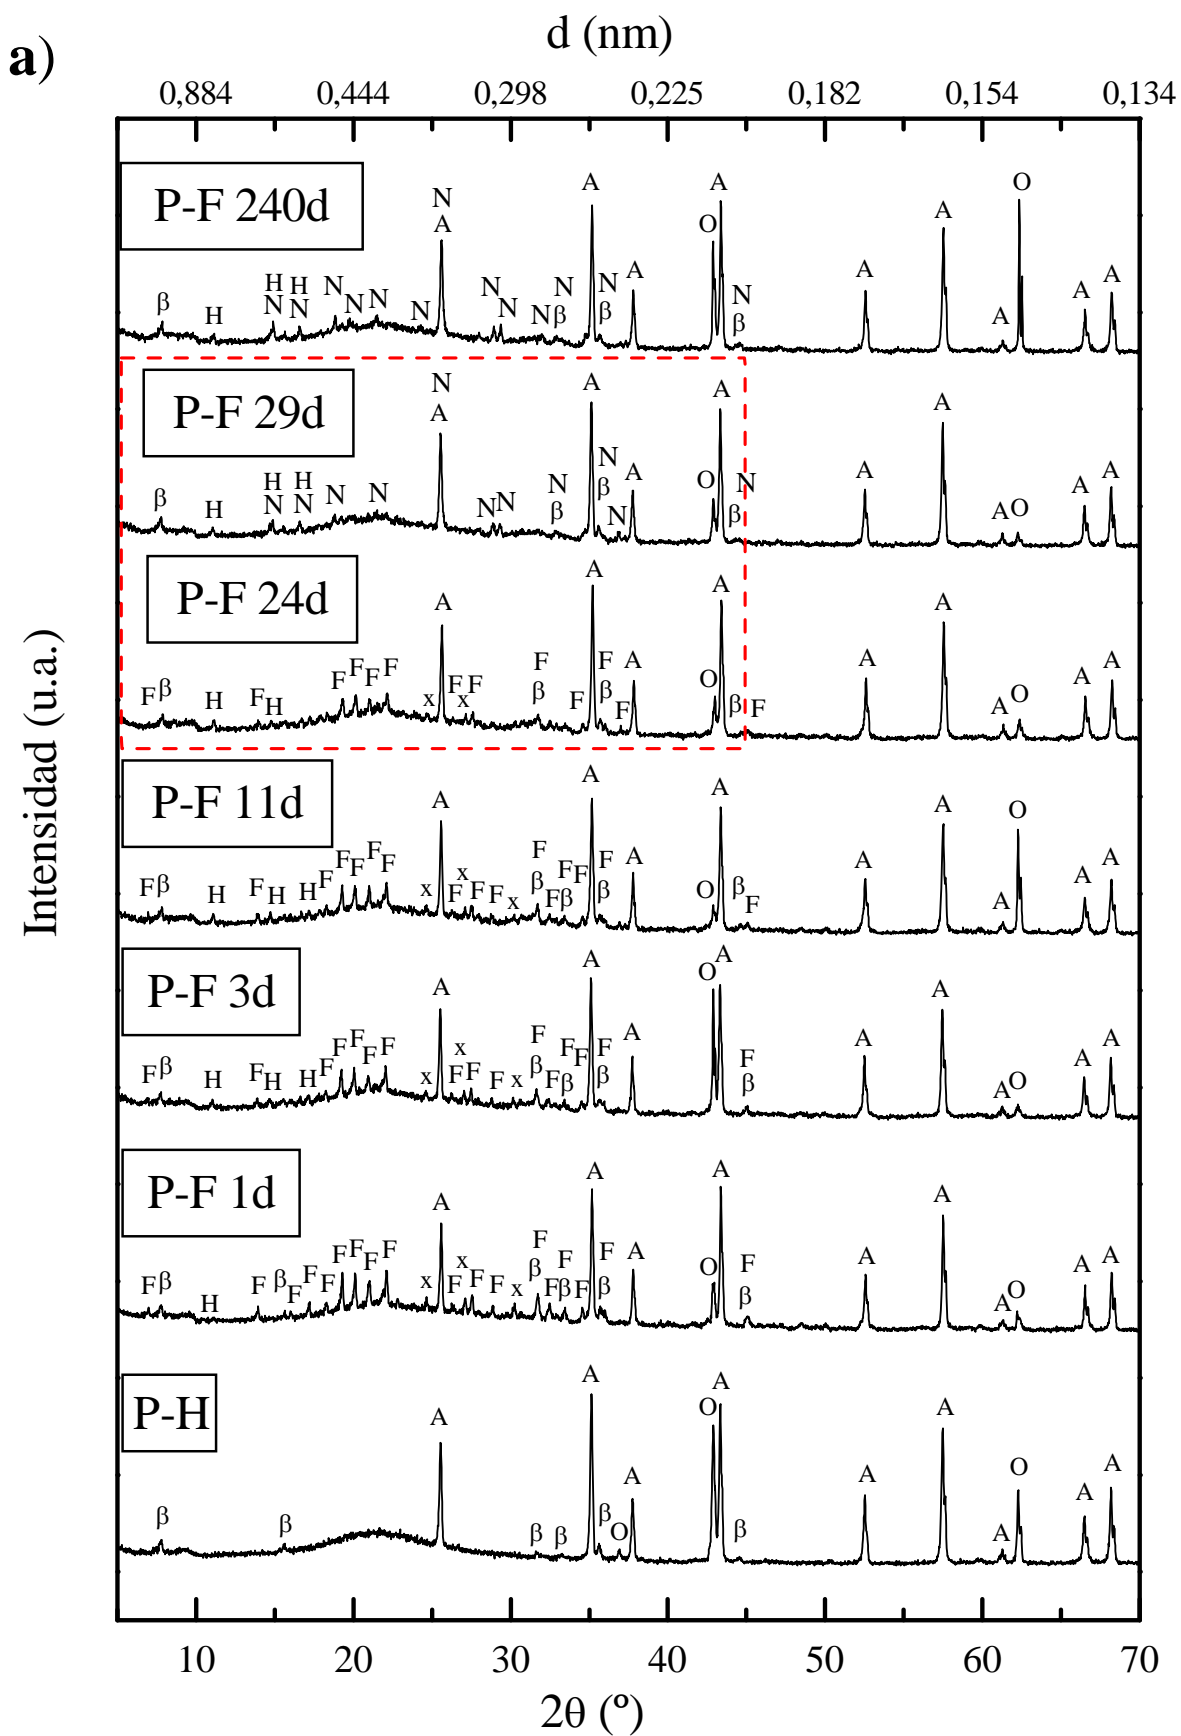 a)
d (nm)
0,884 0,444 0,298 0,225 0,182 0,154 0,134
P-F 240d
β H H N H N N N N N N A N N N N β A N β A O A N β A A A O A A
P-F 29d
β H H N H N N N N A N N N β A N β N A O A N β A A A O A A
P-F 24d
F β H F H F F F F x A F x F F β F A F β F A O A β F A A A O A A
P-F 11d
F β H F H H F F F F F x A F x F F x F β F F β F A F β A O A β F A A A O A A
P-F 3d
F β H F H H F F F F F x A F x F F x F β F F β F A F β A O A F β A A A O A A
P-F 1d
F β H F β F F F F F F F x A F x F F x F β F F β F A F β A O A F β A A A O A A
P-H
β β A β β A β O A O A β A A A O A A
Intensidad (u.a.)
10 20 30 40 50 60 70
2θ (º)